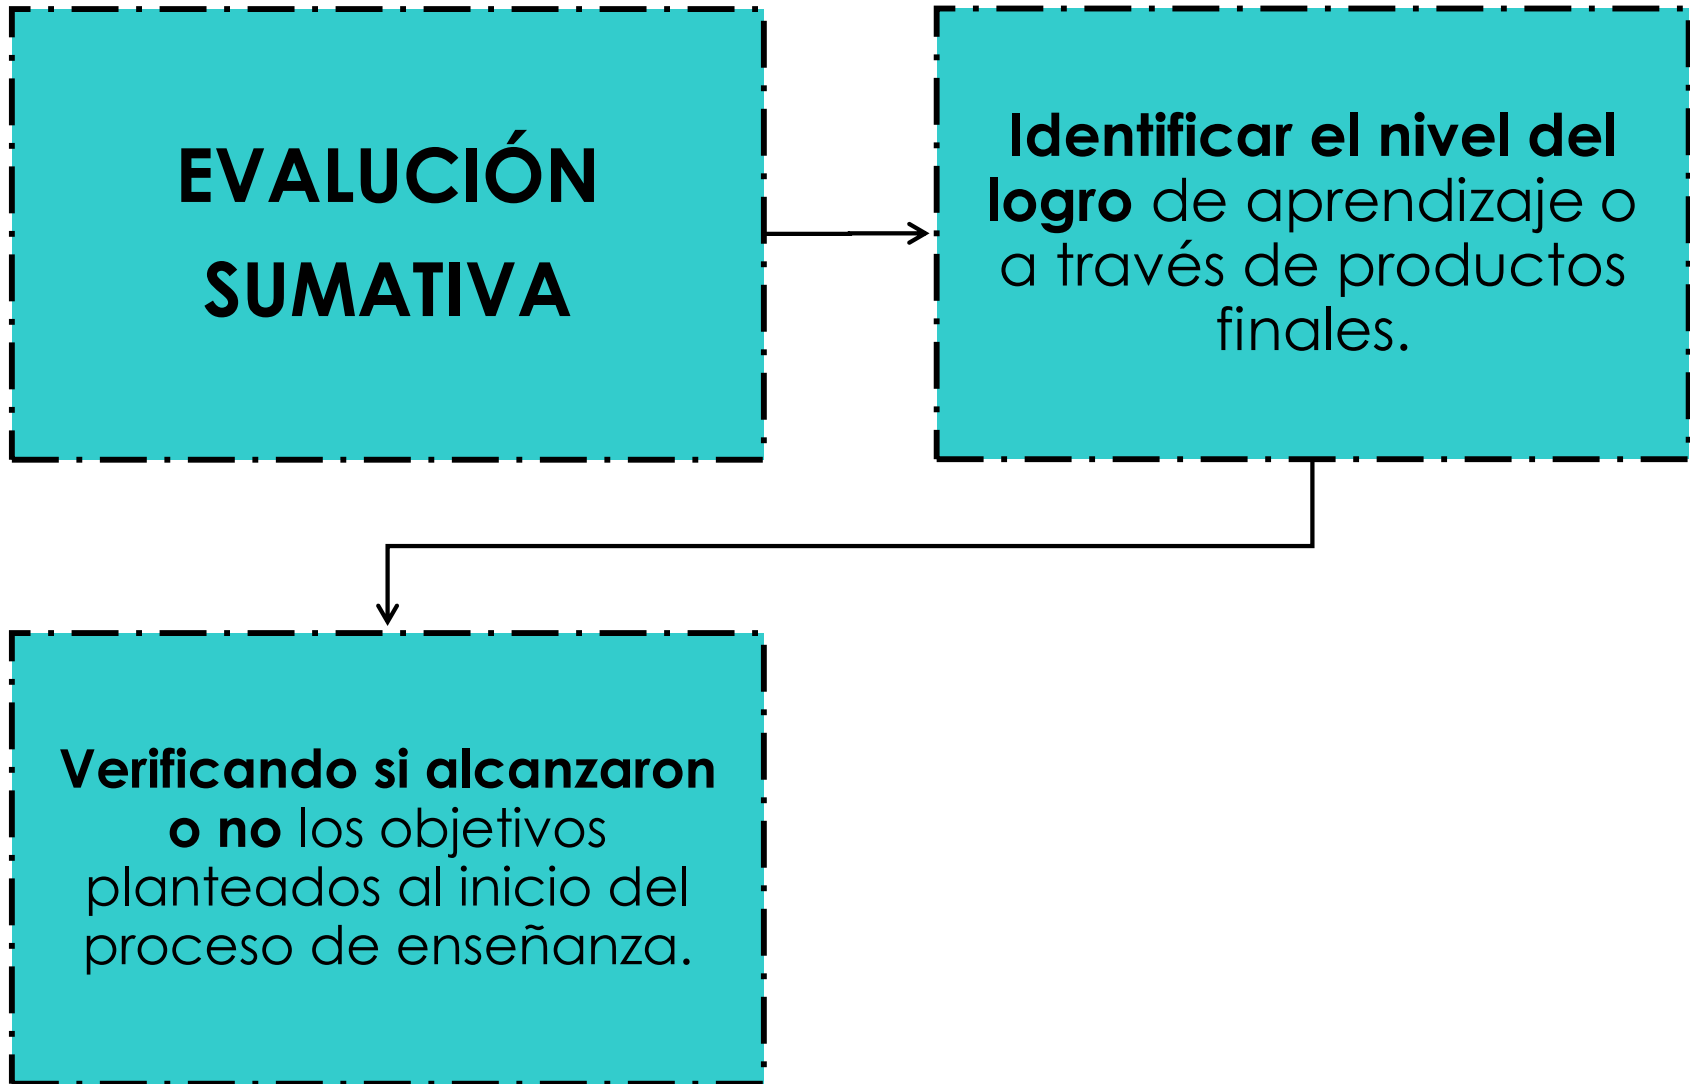 EVALUCIÓN
SUMATIVA
Identificar el nivel del
logro de aprendizaje o
a través de productos
finales.
Verificando si alcanzaron
o no los objetivos
planteados al inicio del
proceso de enseñanza.